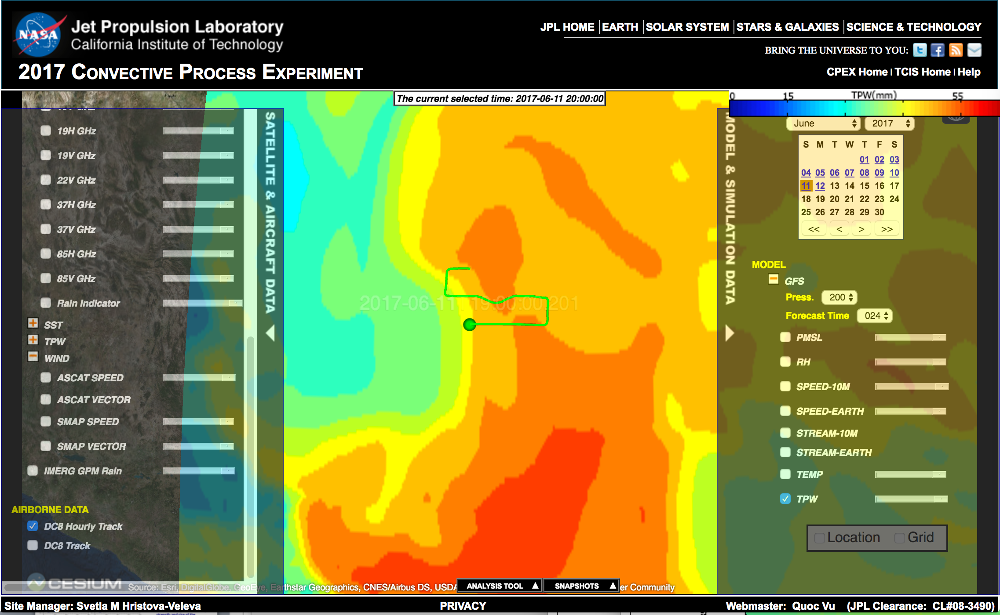 NASA
Jet Propulsion Laboratory
California Institute of Technology
JPL HOME | EARTH | SOLAR SYSTEM | STARS & GALAXIES | SCIENCE & TECHNOLOGY
BRING THE UNIVERSE TO YOU:
2017 CONVECTIVE PROCESS EXPERIMENT
CPEX Home | TCIS Home | Help
The current selected time: 2017-06-11 20:00:00
0 15 TPW(mm) 55
19H GHz
19V GHz
22V GHz
37H GHz
37V GHz
85H GHz
85V GHz
Rain Indicator
SST
TPW
WIND
ASCAT SPEED
ASCAT VECTOR
SMAP SPEED
SMAP VECTOR
IMERG GPM Rain
AIRBORNE DATA
DC8 Hourly Track
DC8 Track
SATELLITE & AIRCRAFT DATA
2017-06-11 19:00:00.201
MODEL & SIMULATION DATA
June 2017
S M T W T F S
01 02 03
04 05 06 07 08 09 10
11 12 13 14 15 16 17
18 19 20 21 22 23 24
25 26 27 28 29 30
<< < > >>
MODEL
GFS
Press. 200
Forecast Time 024
PMSL
RH
SPEED-10M
SPEED-EARTH
STREAM-10M
STREAM-EARTH
TEMP
TPW
Location Grid
CESIUM
Source: Esri, DigitalGlobe, GeoEye, Earthstar Geographics, CNES/Airbus DS, USDA
ANALYSIS TOOL
SNAPSHOTS
er Community
Site Manager: Svetla M Hristova-Veleva
PRIVACY
Webmaster: Quoc Vu (JPL Clearance: CL#08-3490)